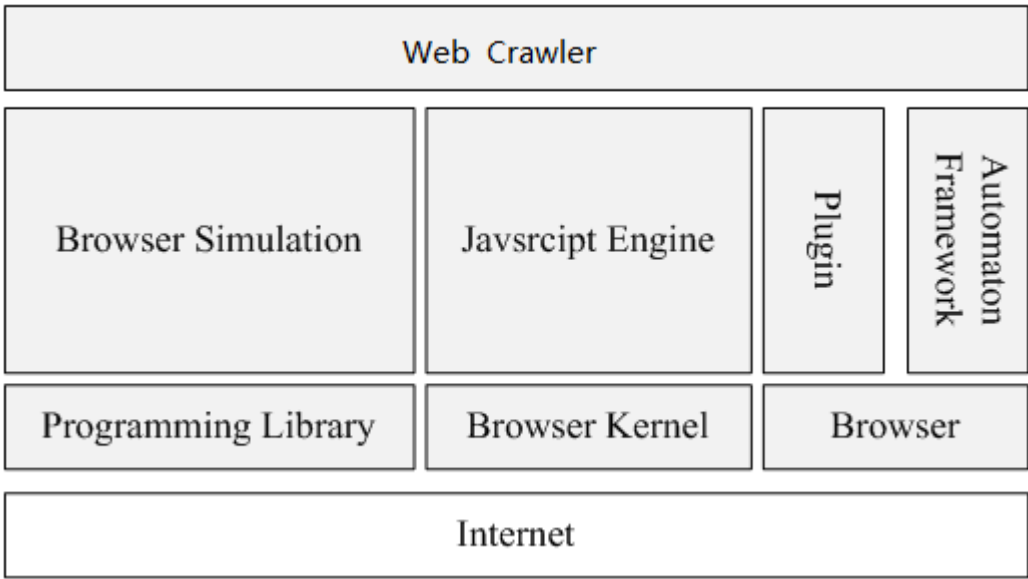 Web Crawler
Browser Simulation
Javsrcipt Engine
Plugin
Automaton
Framework
Programming Library
Browser Kernel
Browser
Internet